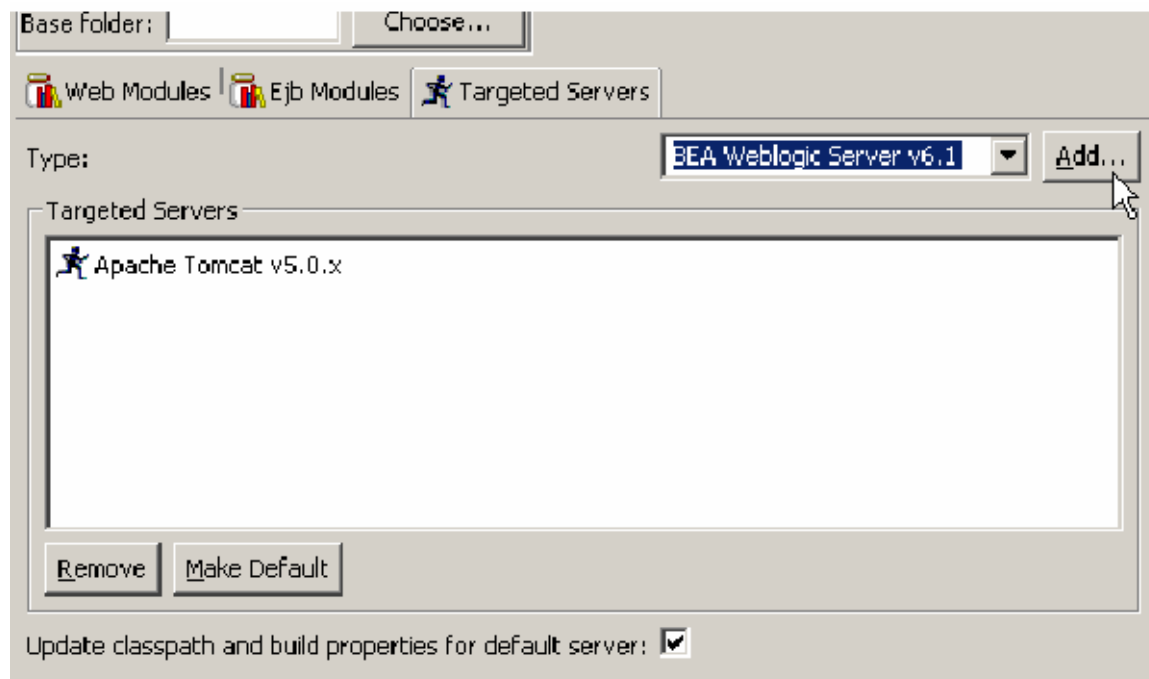 Base Folder: Choose...
Web Modules Ejb Modules Targeted Servers
Type: BEA Weblogic Server v6.1 Add...
Targeted Servers
Apache Tomcat v5.0.x
Remove Make Default
Update classpath and build properties for default server: